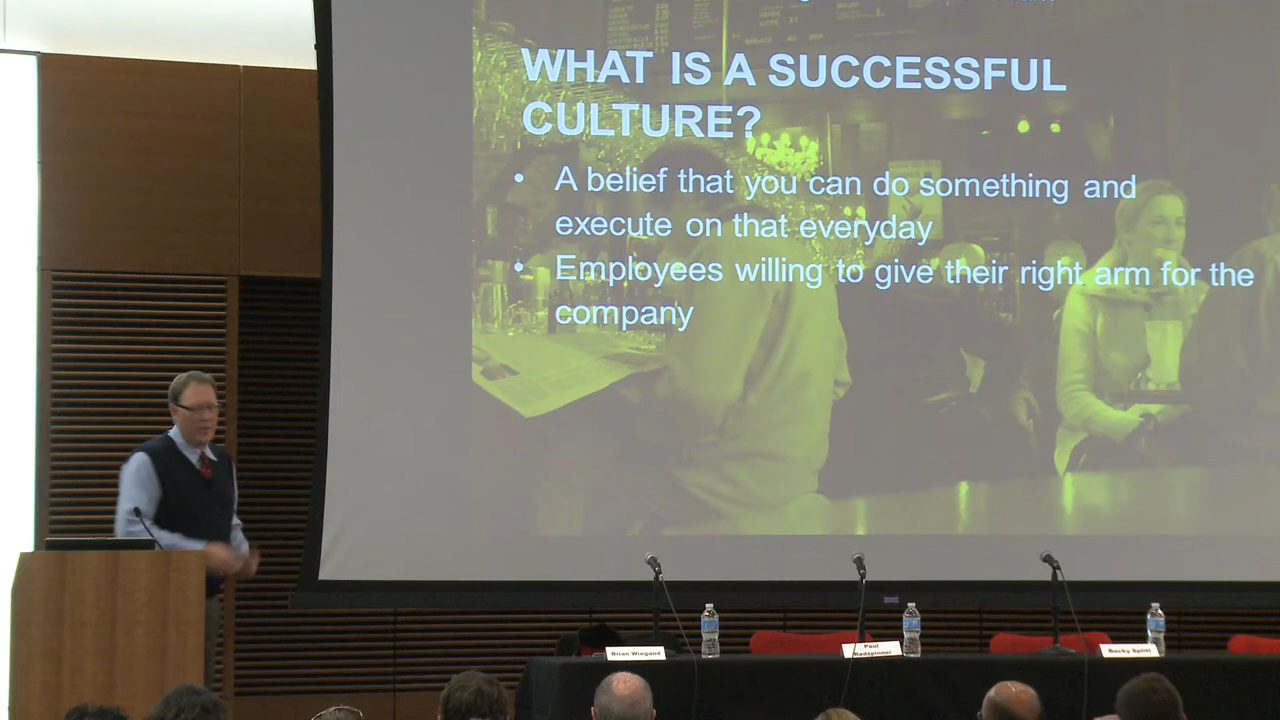 WHAT IS A SUCCESSFUL
CULTURE?
• A belief that you can do something and
execute on that everyday
• Employees willing to give their right arm for the
company
Brian Wiegand
Paul
Radspinner
Becky Splitt